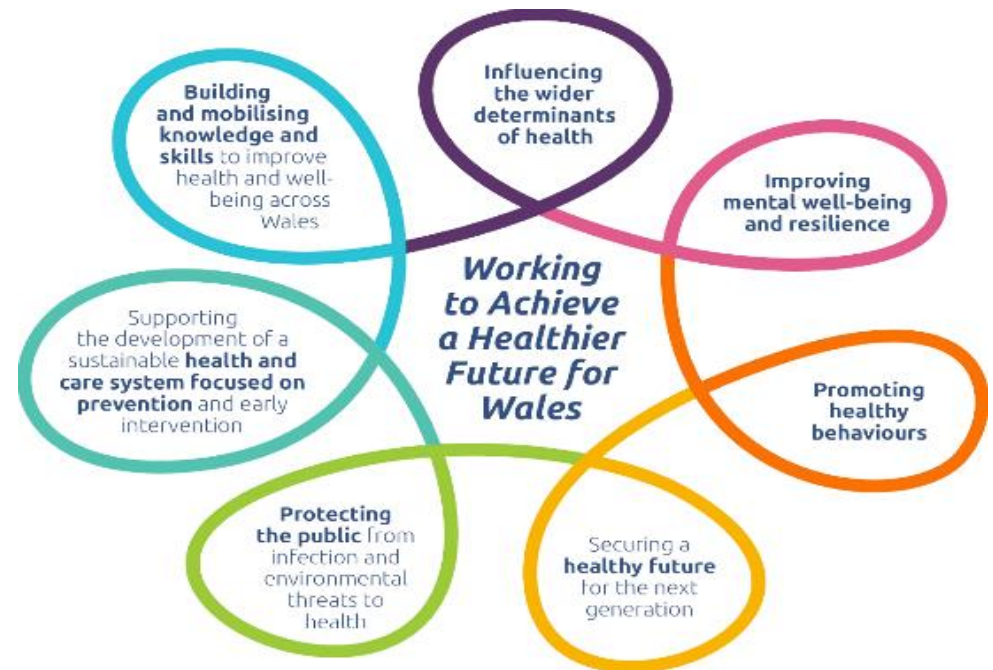 Influencing
the wider
determinants
of health
Improving
mental well-being
and resilience
Promoting
healthy
behaviours
Securing a
healthy future
for the next
generation
Protecting
the public from
infection and
environmental
threats to
health
Supporting
the development of a
sustainable health and
care system focused on
prevention and early
intervention
Building
and mobilising
knowledge and
skills to improve
health and well-
being across
Wales
Working
to Achieve
a Healthier
Future for
Wales